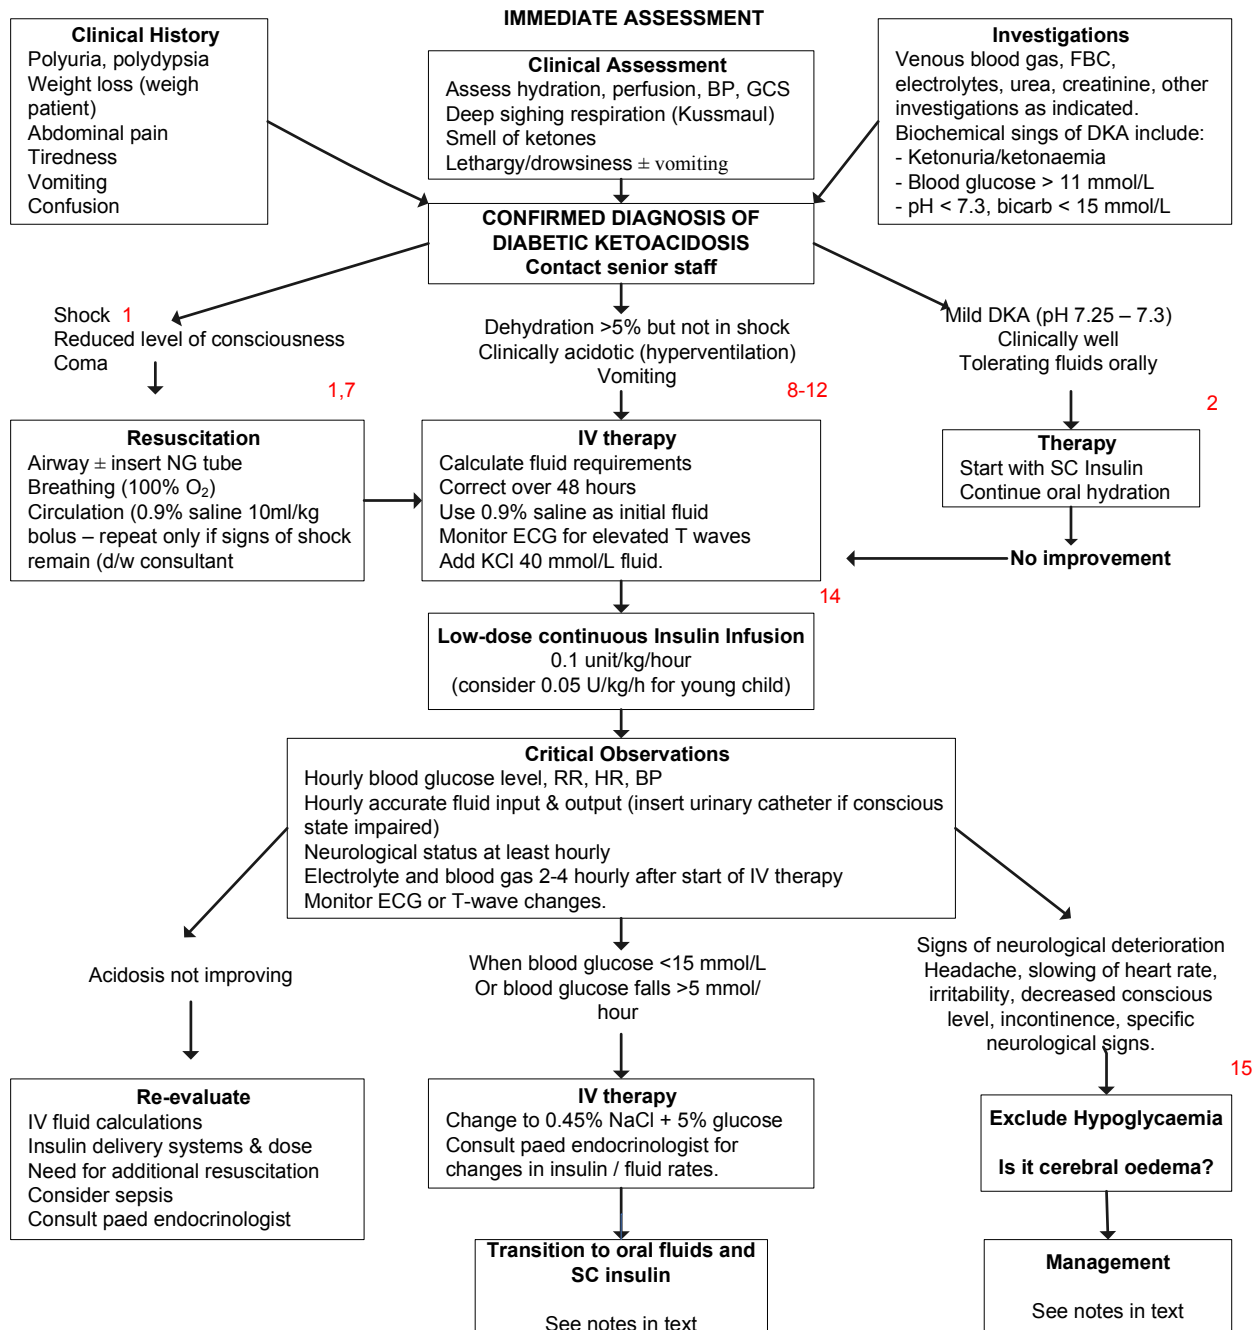 IMMEDIATE ASSESSMENT
Clinical History
Polyuria, polydypsia
Weight loss (weigh
patient)
Abdominal pain
Tiredness
Vomiting
Confusion
Clinical Assessment
Assess hydration, perfusion, BP, GCS
Deep sighing respiration (Kussmaul)
Smell of ketones
Lethargy/drowsiness ± vomiting
Investigations
Venous blood gas, FBC,
electrolytes, urea, creatinine, other
investigations as indicated.
Biochemical sings of DKA include:
- Ketonuria/ketonaemia
- Blood glucose > 11 mmol/L
- pH < 7.3, bicarb < 15 mmol/L
CONFIRMED DIAGNOSIS OF
DIABETIC KETOACIDOSIS
Contact senior staff
Shock 1
Reduced level of consciousness
Coma
Dehydration >5% but not in shock
Clinically acidotic (hyperventilation)
Vomiting
Mild DKA (pH 7.25 – 7.3)
Clinically well
Tolerating fluids orally
1,7
8-12
2
Resuscitation
Airway ± insert NG tube
Breathing (100% O₂)
Circulation (0.9% saline 10ml/kg
bolus – repeat only if signs of shock
remain (d/w consultant
IV therapy
Calculate fluid requirements
Correct over 48 hours
Use 0.9% saline as initial fluid
Monitor ECG for elevated T waves
Add KCl 40 mmol/L fluid.
Therapy
Start with SC Insulin
Continue oral hydration
No improvement
14
Low-dose continuous Insulin Infusion
0.1 unit/kg/hour
(consider 0.05 U/kg/h for young child)
Critical Observations
Hourly blood glucose level, RR, HR, BP
Hourly accurate fluid input & output (insert urinary catheter if conscious
state impaired)
Neurological status at least hourly
Electrolyte and blood gas 2-4 hourly after start of IV therapy
Monitor ECG or T-wave changes.
Acidosis not improving
When blood glucose <15 mmol/L
Or blood glucose falls >5 mmol/
hour
Signs of neurological deterioration
Headache, slowing of heart rate,
irritability, decreased conscious
level, incontinence, specific
neurological signs.
15
Re-evaluate
IV fluid calculations
Insulin delivery systems & dose
Need for additional resuscitation
Consider sepsis
Consult paed endocrinologist
IV therapy
Change to 0.45% NaCl + 5% glucose
Consult paed endocrinologist for
changes in insulin / fluid rates.
Exclude Hypoglycaemia
Is it cerebral oedema?
Transition to oral fluids and
SC insulin
See notes in text
Management
See notes in text